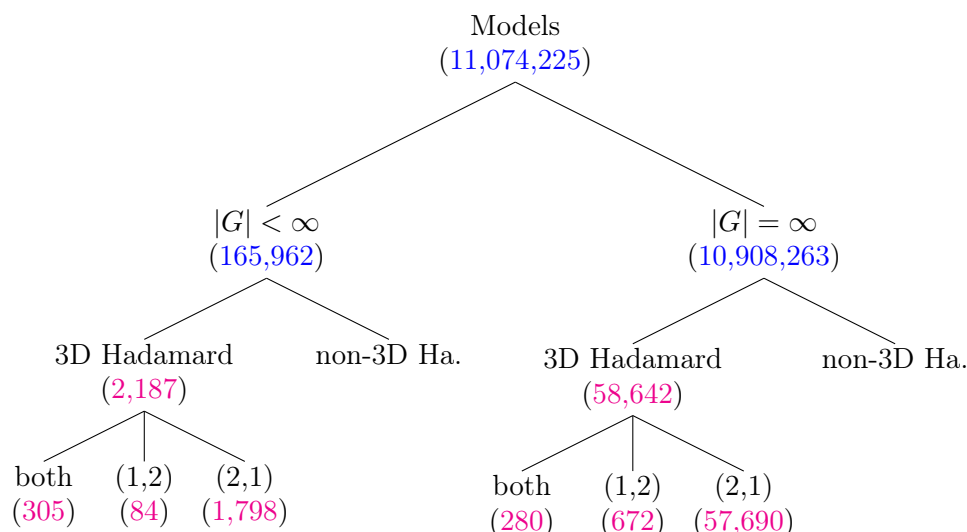 Models
(11,074,225)
|G| < ∞
|G| = ∞
(165,962)
(10,908,263)
3D Hadamard
non-3D Ha.
3D Hadamard
non-3D Ha.
(2,187)
(58,642)
both
(1,2)
(2,1)
both
(1,2)
(2,1)
(305)
(84)
(1,798)
(280)
(672)
(57,690)